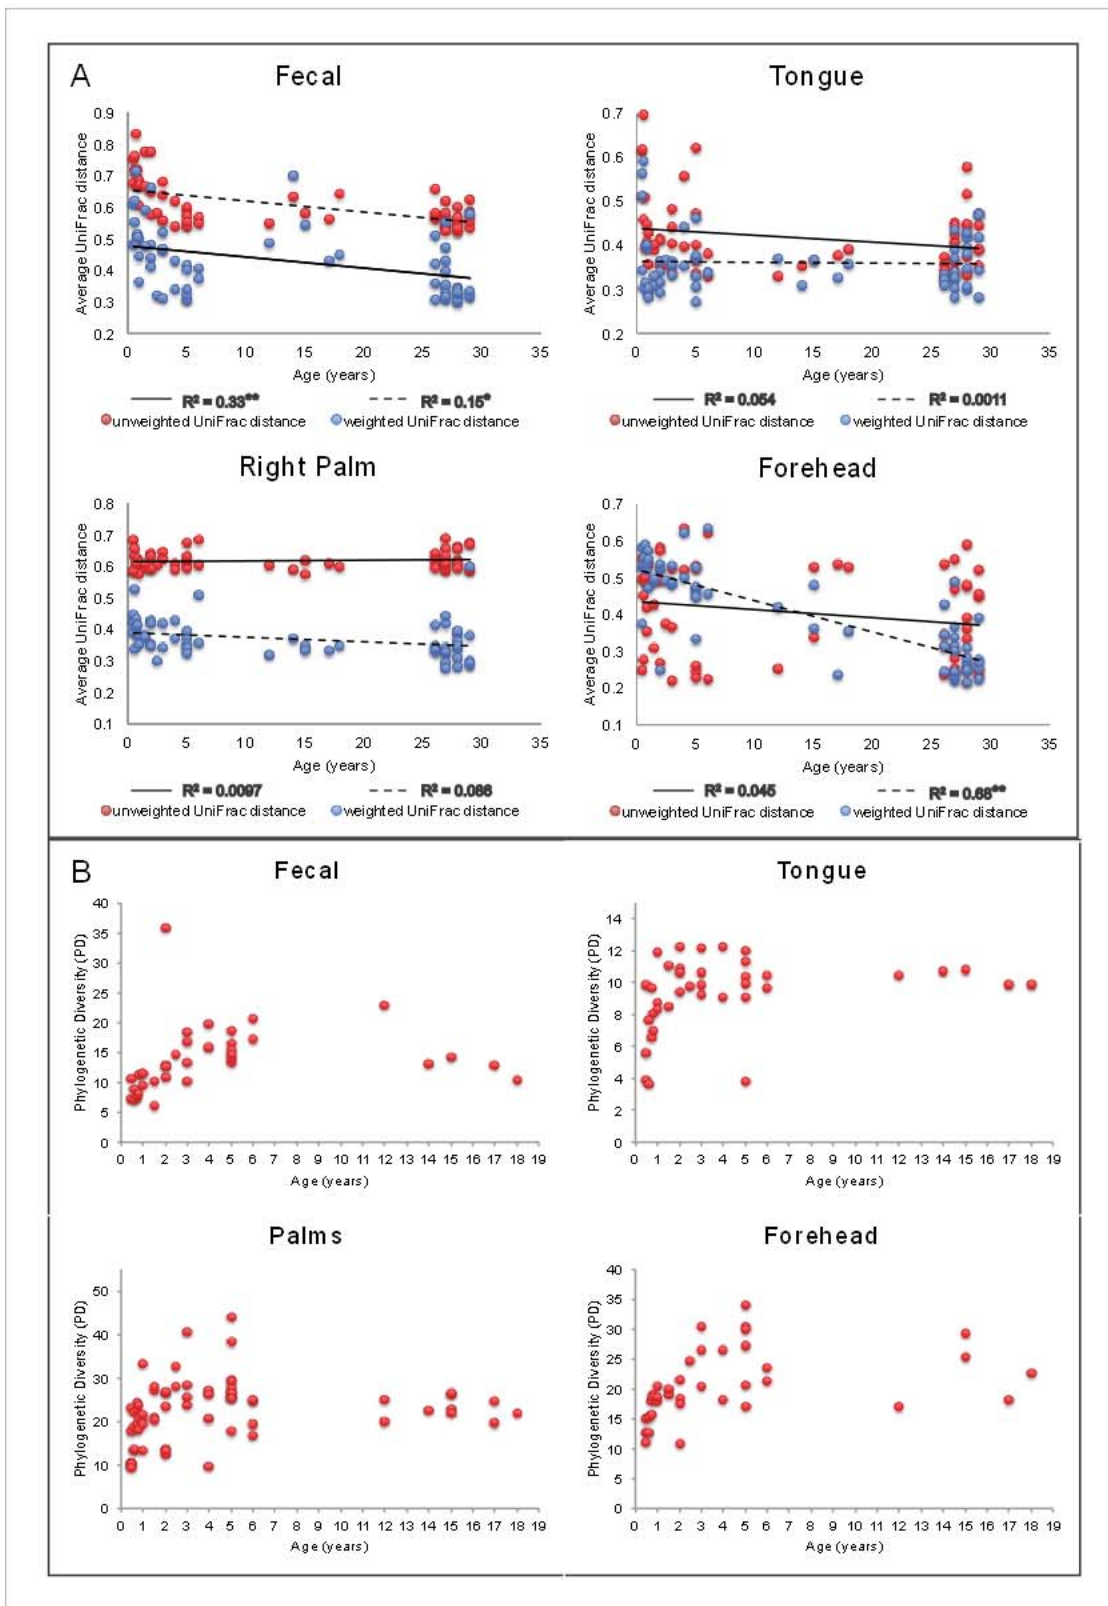 A
Fecal
Average UniFrac distance
0.9
0.8
0.7
0.6
0.5
0.4
0.3
0.2
0 5 10 15 20 25 30 35
Age (years)
R² = 0.33** R² = 0.15*
unweighted UniFrac distance weighted UniFrac distance
Tongue
Average UniFrac distance
0.7
0.6
0.5
0.4
0.3
0.2
0 5 10 15 20 25 30 35
Age (years)
R² = 0.054 R² = 0.0011
unweighted UniFrac distance weighted UniFrac distance
Right Palm
Average UniFrac distance
0.8
0.7
0.6
0.5
0.4
0.3
0.2
0.1
0 5 10 15 20 25 30 35
Age (years)
R² = 0.0097 R² = 0.086
unweighted UniFrac distance weighted UniFrac distance
Forehead
Average UniFrac distance
0.7
0.6
0.5
0.4
0.3
0.2
0.1
0 5 10 15 20 25 30 35
Age (years)
R² = 0.045 R² = 0.68**
unweighted UniFrac distance weighted UniFrac distance
B
Fecal
Phylogenetic Diversity (PD)
40
35
30
25
20
15
10
5
0
0 1 2 3 4 5 6 7 8 9 10 11 12 13 14 15 16 17 18 19
Age (years)
Tongue
Phylogenetic Diversity (PD)
14
12
10
8
6
4
2
0
0 1 2 3 4 5 6 7 8 9 10 11 12 13 14 15 16 17 18 19
Age (years)
Palms
Phylogenetic Diversity (PD)
50
40
30
20
10
0
0 1 2 3 4 5 6 7 8 9 10 11 12 13 14 15 16 17 18 19
Age (years)
Forehead
Phylogenetic Diversity (PD)
40
35
30
25
20
15
10
5
0
0 1 2 3 4 5 6 7 8 9 10 11 12 13 14 15 16 17 18 19
Age (years)